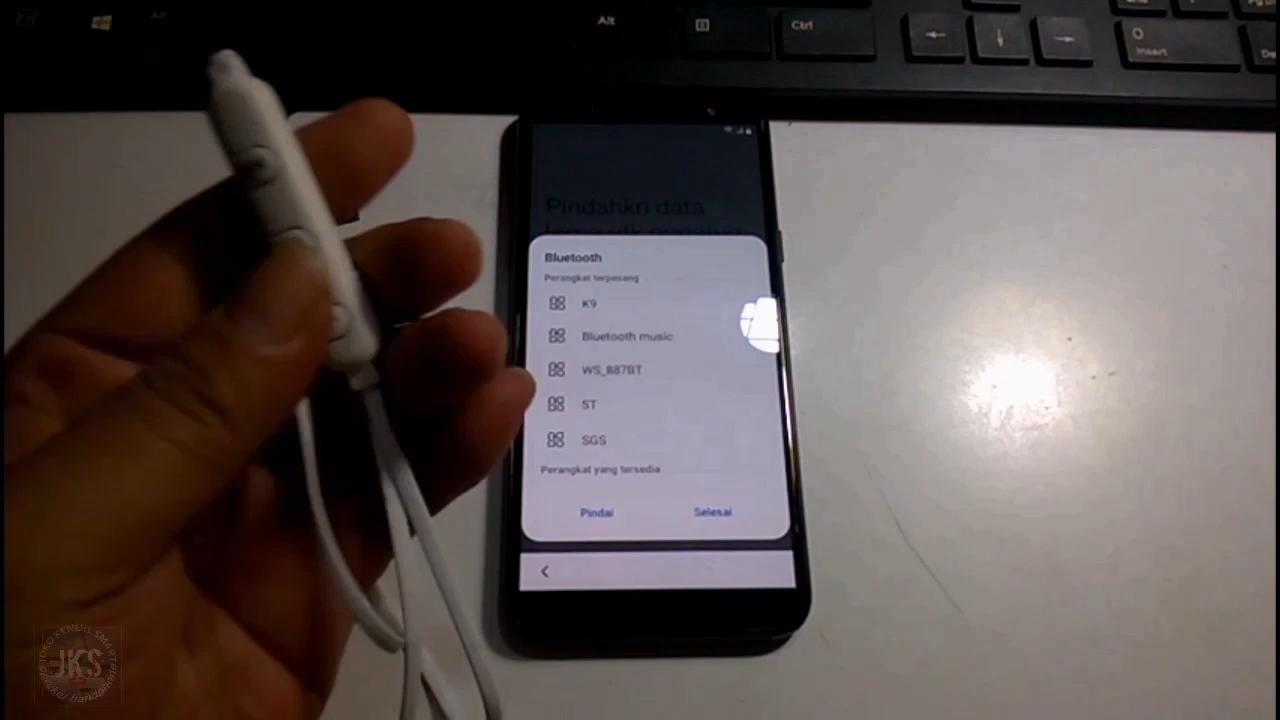 Alt
Ctrl
O
Insert
Pindahkn data
Bluetooth
Perangkat terpasang
K9
Bluetooth music
WS_887BT
ST
SGS
Perangkat yang tersedia
Pindai
Selesai
JKS